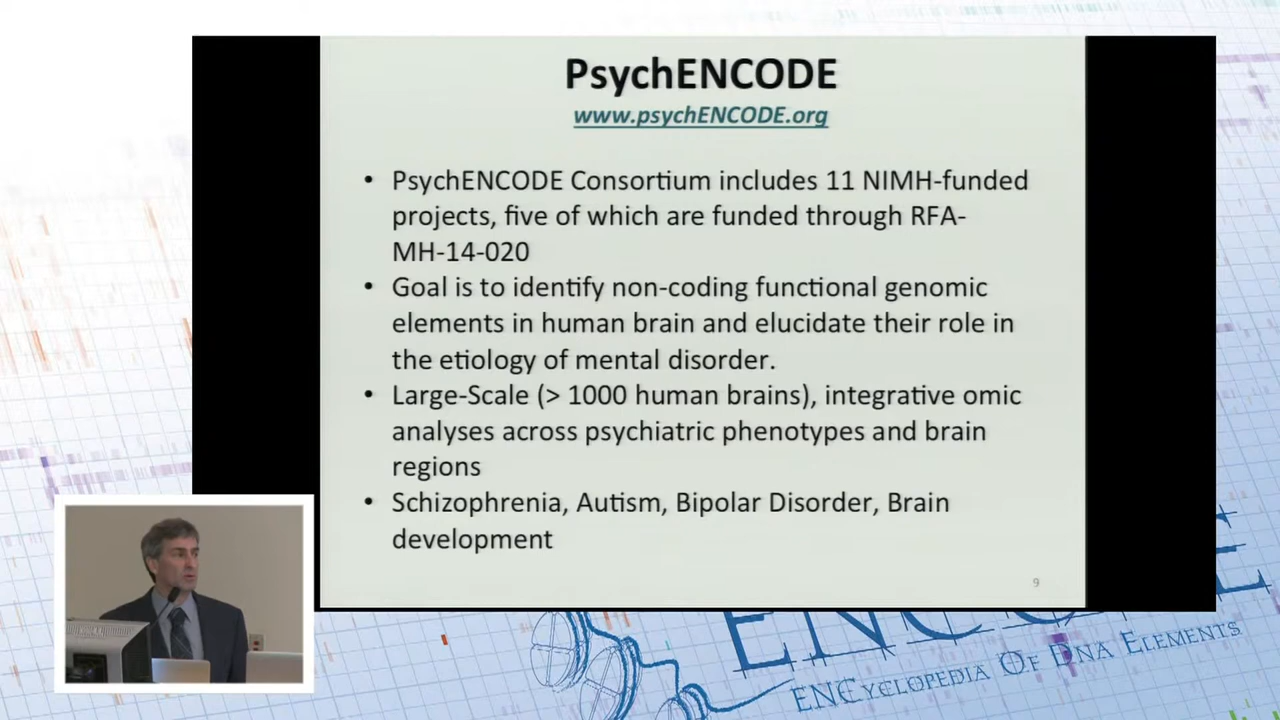 PsychENCODE
www.psychENCODE.org
• PsychENCODE Consortium includes 11 NIMH-funded
projects, five of which are funded through RFA-
MH-14-020
• Goal is to identify non-coding functional genomic
elements in human brain and elucidate their role in
the etiology of mental disorder.
• Large-Scale (> 1000 human brains), integrative omic
analyses across psychiatric phenotypes and brain
regions
• Schizophrenia, Autism, Bipolar Disorder, Brain
development
9
ENCODE
ENCYCLOPEDIA OF DNA ELEMENTS